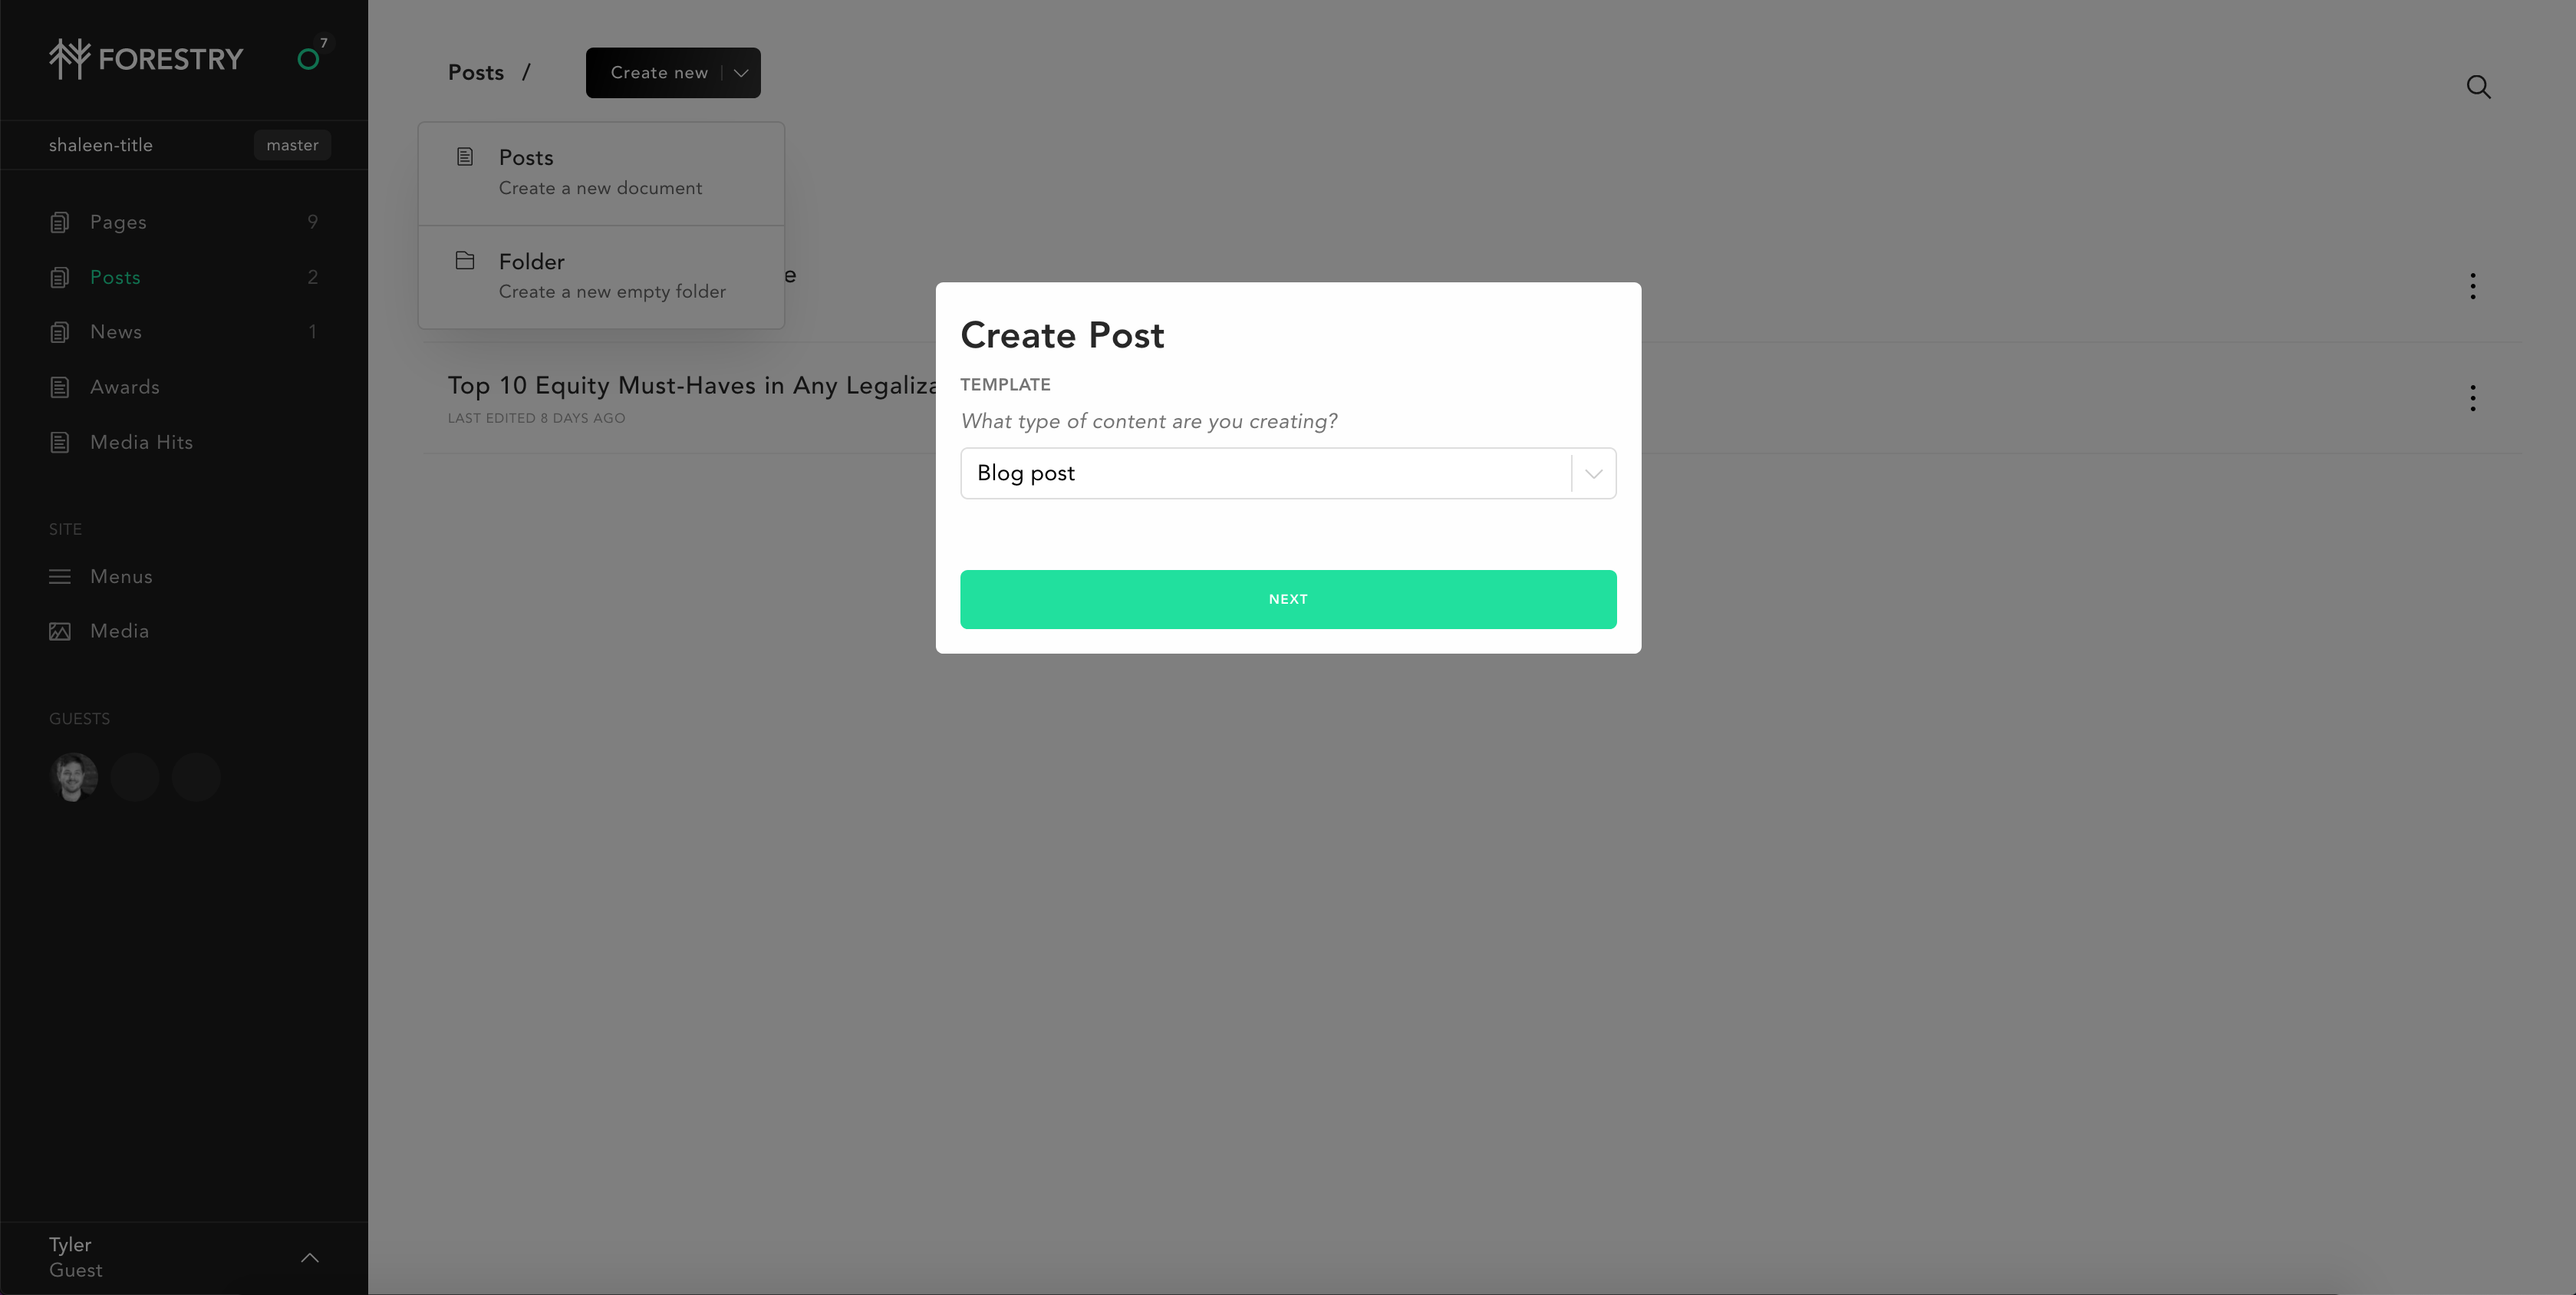 FORESTRY
7
shaleen-title
master
Pages 9
Posts 2
News 1
Awards
Media Hits
SITE
Menus
Media
GUESTS
Tyler
Guest
Posts /
Create new
Posts
Create a new document
Folder
Create a new empty folder
e
Top 10 Equity Must-Haves in Any Legaliza
LAST EDITED 8 DAYS AGO
Create Post
TEMPLATE
What type of content are you creating?
Blog post
NEXT